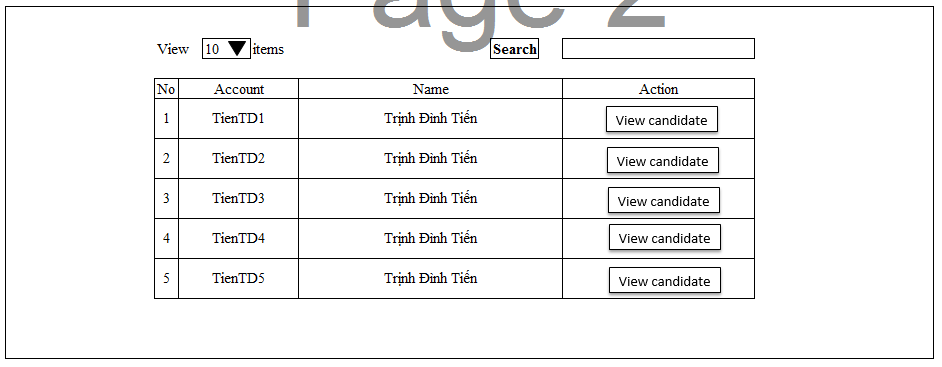 Page 2
View 10 items Search
No Account Name Action
1 TienTD1 Trịnh Đình Tiến View candidate
2 TienTD2 Trịnh Đình Tiến View candidate
3 TienTD3 Trịnh Đình Tiến View candidate
4 TienTD4 Trịnh Đình Tiến View candidate
5 TienTD5 Trịnh Đình Tiến View candidate